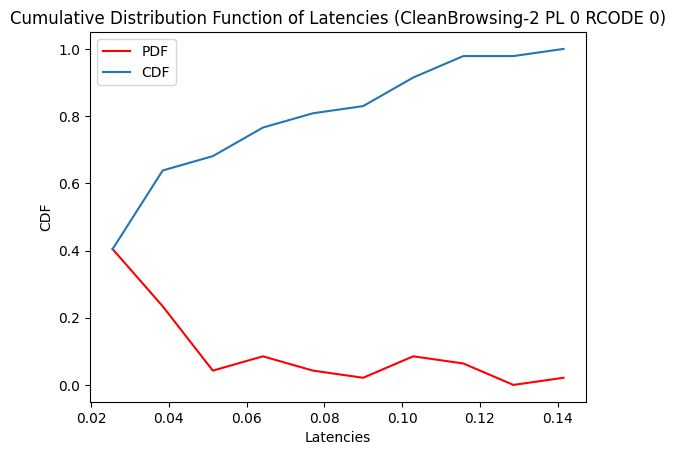 Cumulative Distribution Function of Latencies (CleanBrowsing-2 PL 0 RCODE 0)
PDF
CDF
1.0
0.8
0.6
0.4
0.2
0.0
CDF
0.02 0.04 0.06 0.08 0.10 0.12 0.14
Latencies